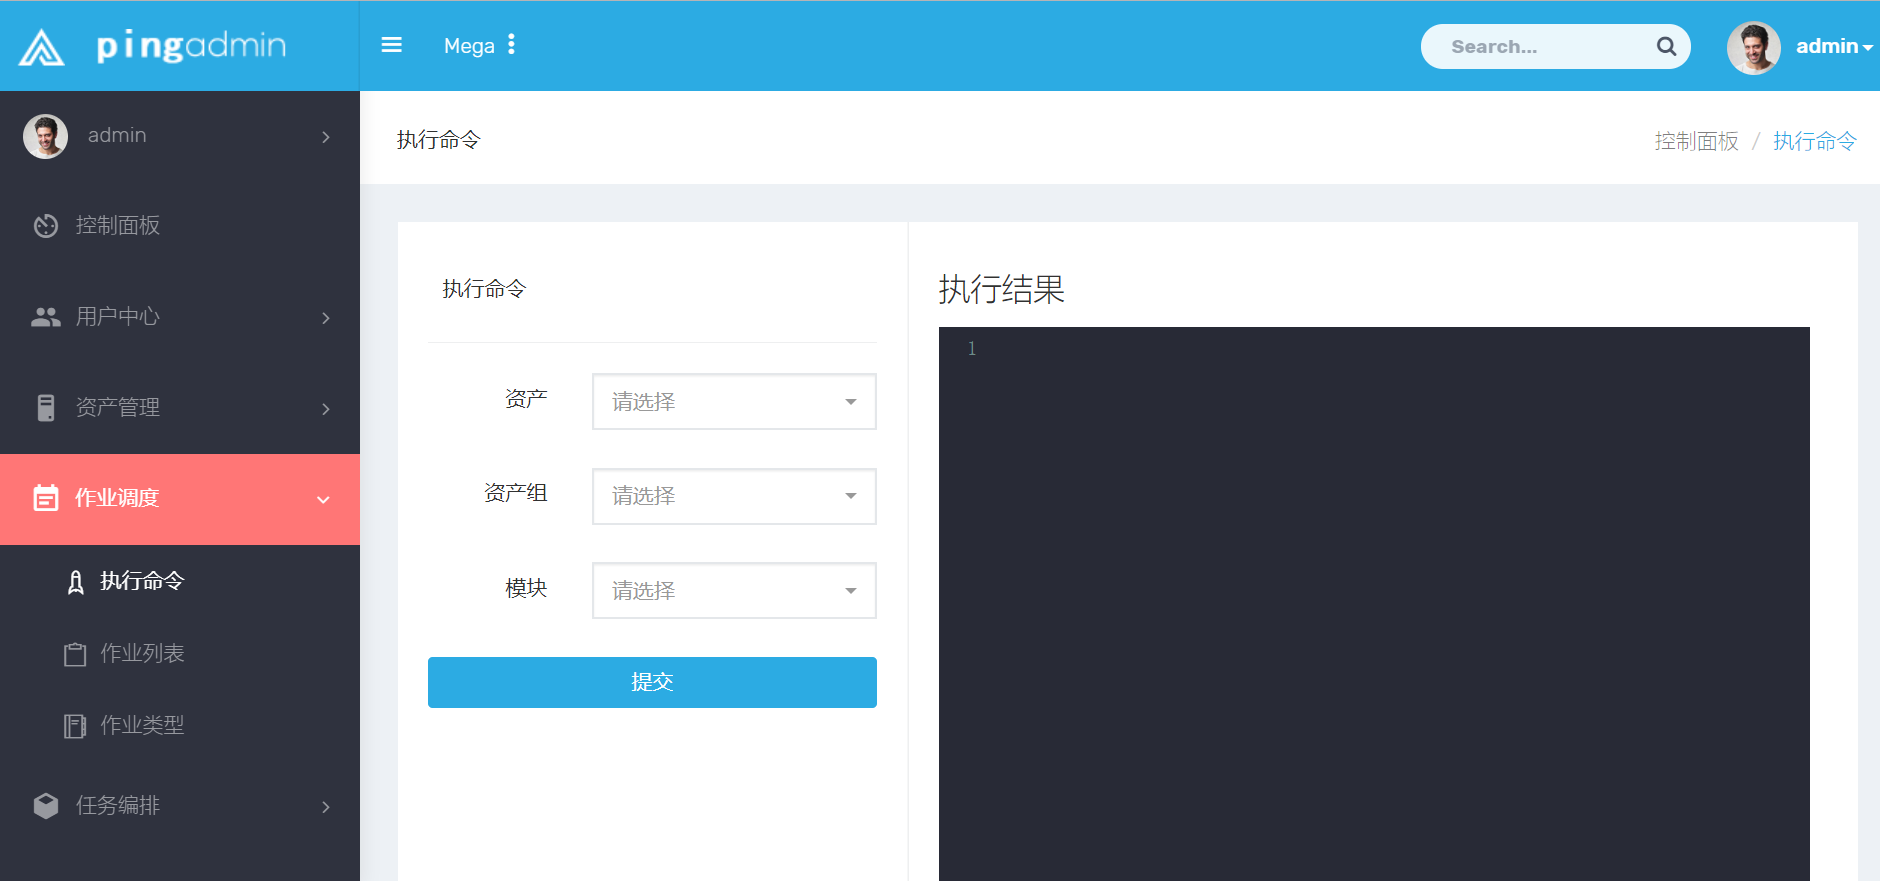 pingadmin
Mega
Search...
admin
admin
控制面板
用户中心
资产管理
作业调度
执行命令
作业列表
作业类型
任务编排
执行命令
控制面板 / 执行命令
执行命令
资产 请选择
资产组 请选择
模块 请选择
提交
执行结果
1